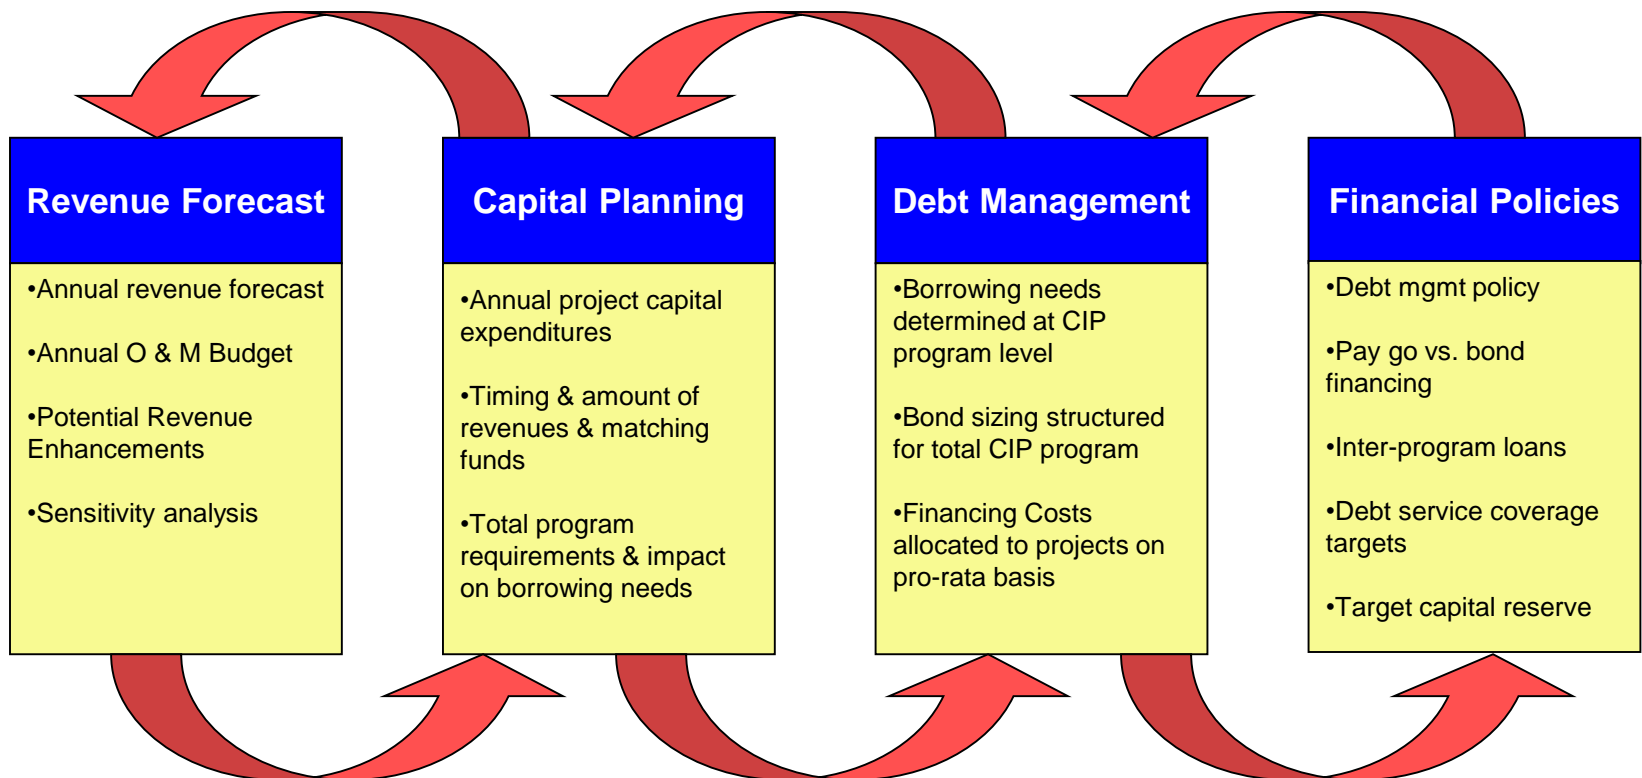 Revenue Forecast
•Annual revenue forecast
•Annual O & M Budget
•Potential Revenue
Enhancements
•Sensitivity analysis
Capital Planning
•Annual project capital
expenditures
•Timing & amount of
revenues & matching
funds
•Total program
requirements & impact
on borrowing needs
Debt Management
•Borrowing needs
determined at CIP
program level
•Bond sizing structured
for total CIP program
•Financing Costs
allocated to projects on
pro-rata basis
Financial Policies
•Debt mgmt policy
•Pay go vs. bond
financing
•Inter-program loans
•Debt service coverage
targets
•Target capital reserve